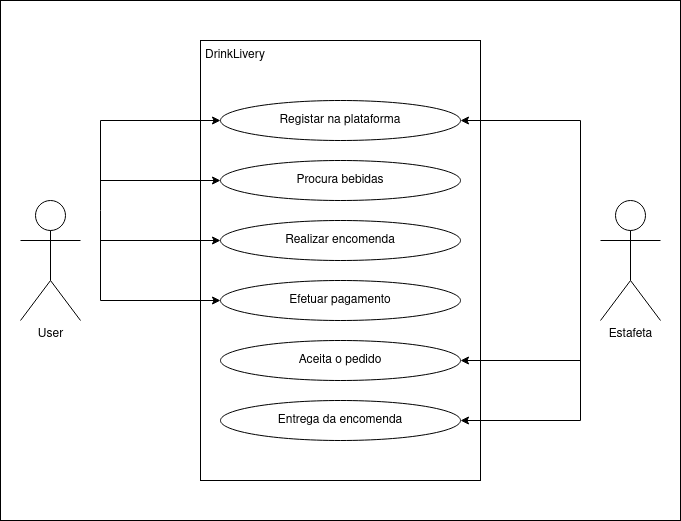 DrinkLivery
Registar na plataforma
Procura bebidas
Realizar encomenda
Efetuar pagamento
User
Estafeta
Aceita o pedido
Entrega da encomenda